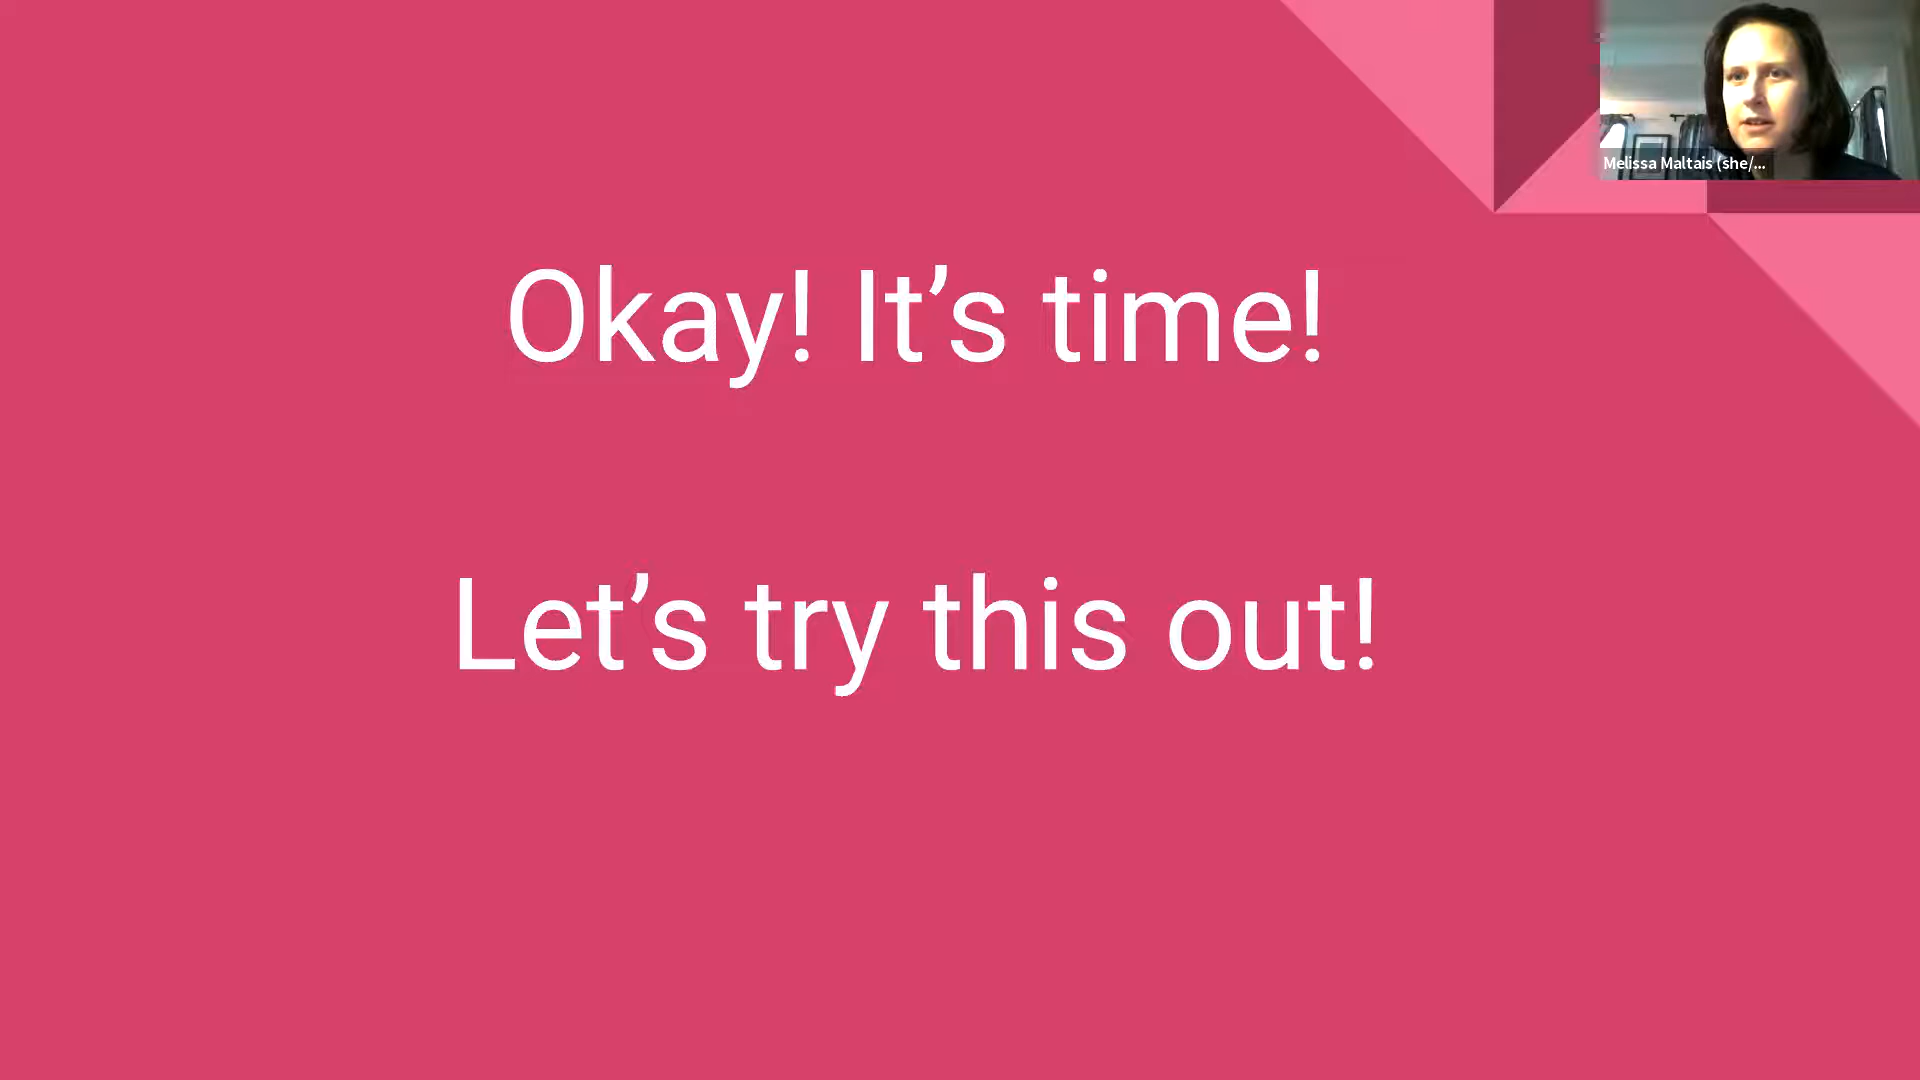 Melissa Maltais (she/...
Okay! It’s time!
Let’s try this out!